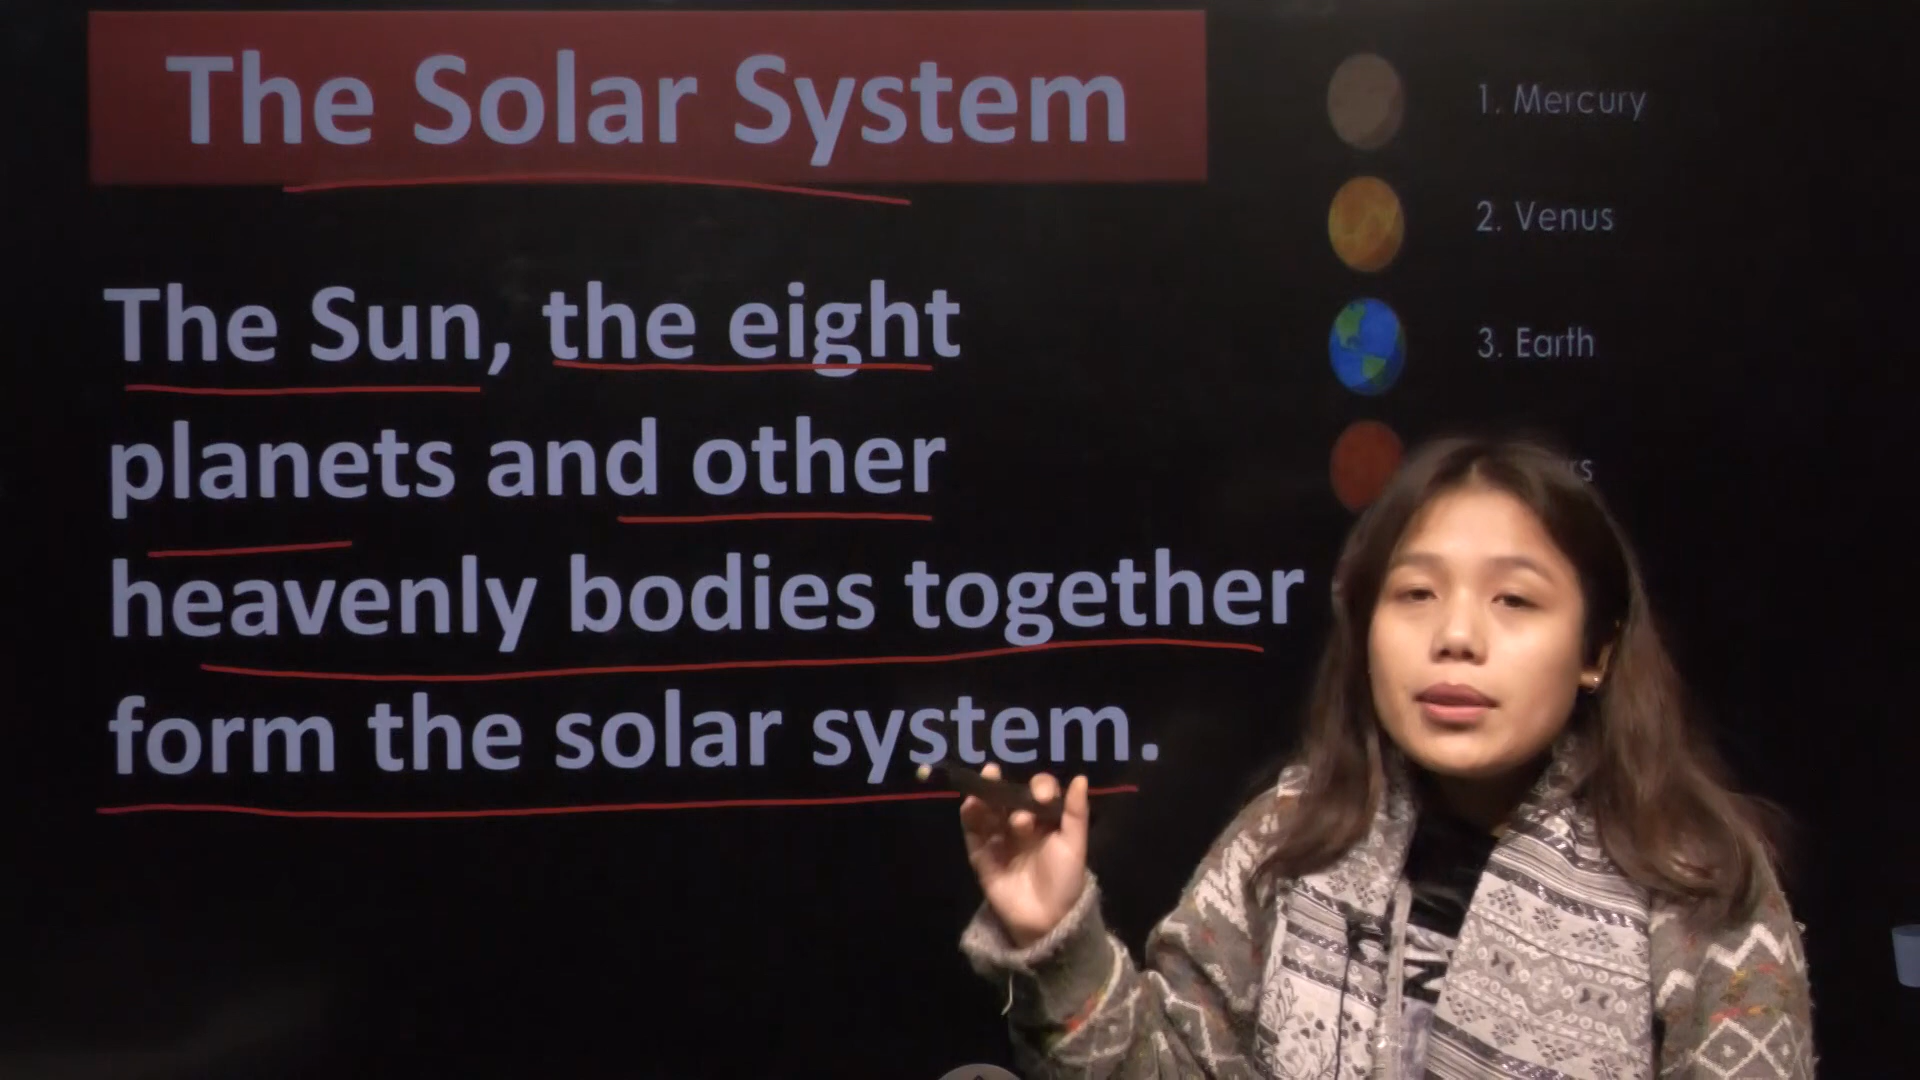 The Solar System
The Sun, the eight
planets and other
heavenly bodies together
form the solar system.
1. Mercury
2. Venus
3. Earth